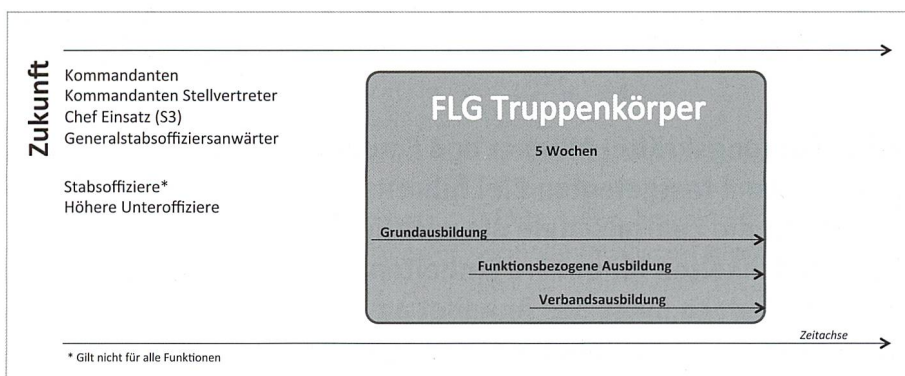 Zukunft
Kommandanten
Kommandanten Stellvertreter
Chef Einsatz (S3)
Generalstabsoffiziersanwärter
Stabsoffiziere*
Höhere Unteroffiziere
FLG Truppenkörper
5 Wochen
Grundausbildung
Funktionsbezogene Ausbildung
Verbandsausbildung
Zeitachse
* Gilt nicht für alle Funktionen